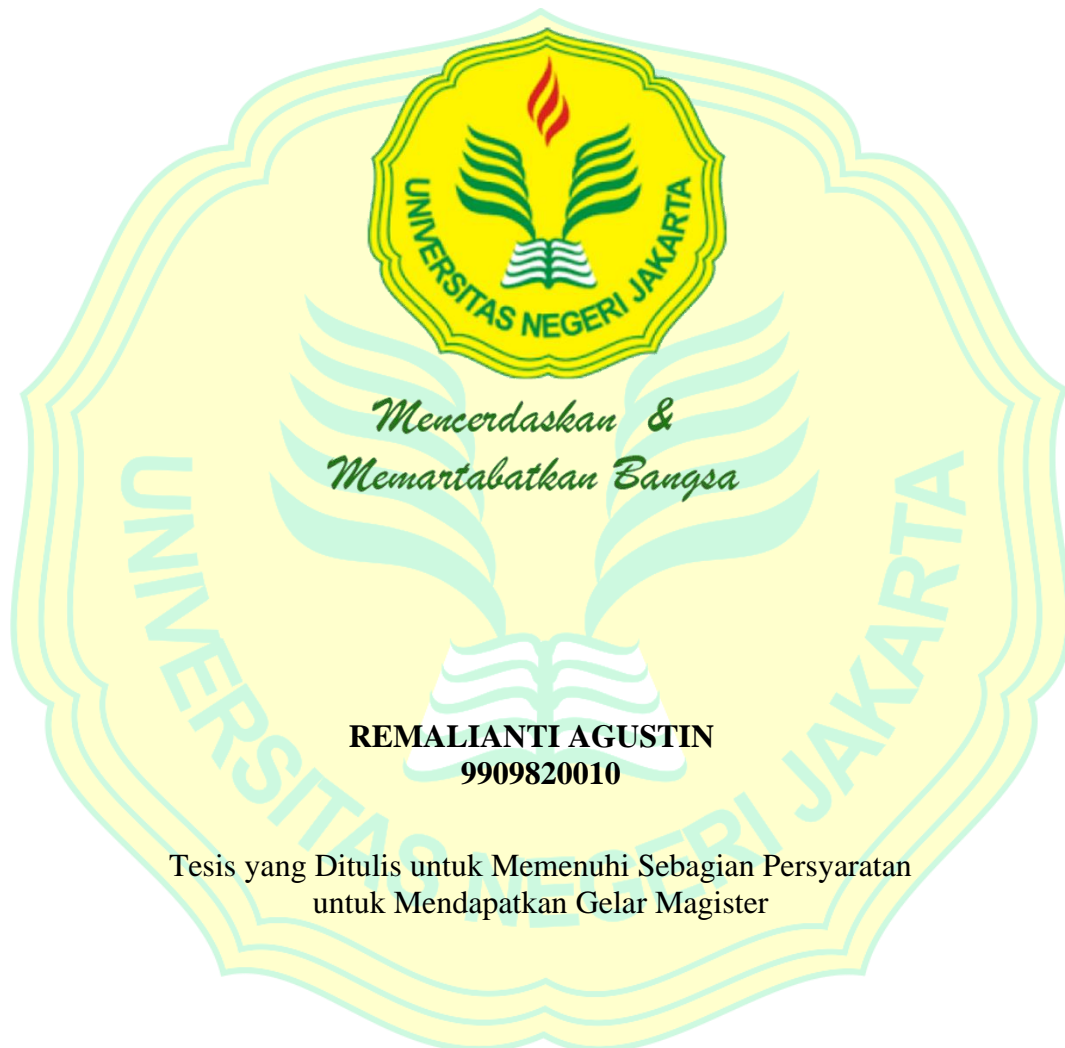 UNIVERSITAS NEGERI JAKARTA
Mencerdaskan &
Memartabatkan Bangsa
UNIVERSITAS NEGERI JAKARTA
REMALIANTI AGUSTIN
9909820010
Tesis yang Ditulis untuk Memenuhi Sebagian Persyaratan
untuk Mendapatkan Gelar Magister